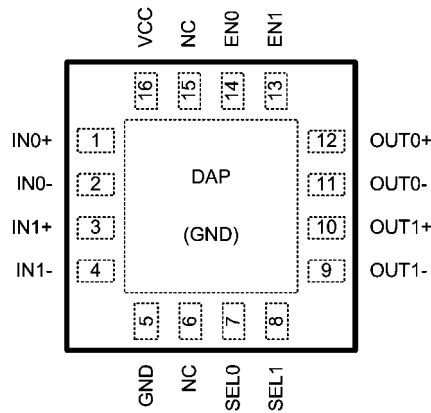 VCC NC EN0 EN1
16 15 14 13
IN0+ 1 12 OUT0+
IN0- 2 DAP 11 OUT0-
IN1+ 3 (GND) 10 OUT1+
IN1- 4 9 OUT1-
5 6 7 8
GND NC SEL0 SEL1